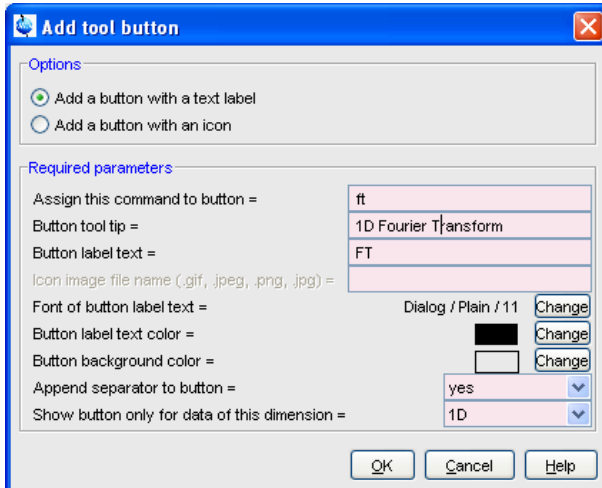 Add tool button
Options
Add a button with a text label
Add a button with an icon
Required parameters
Assign this command to button = ft
Button tool tip = 1D Fourier Transform
Button label text = FT
Icon image file name (.gif, .jpeg, .png, .jpg) =
Font of button label text = Dialog / Plain / 11 Change
Button label text color = Change
Button background color = Change
Append separator to button = yes
Show button only for data of this dimension = 1D
OK Cancel Help